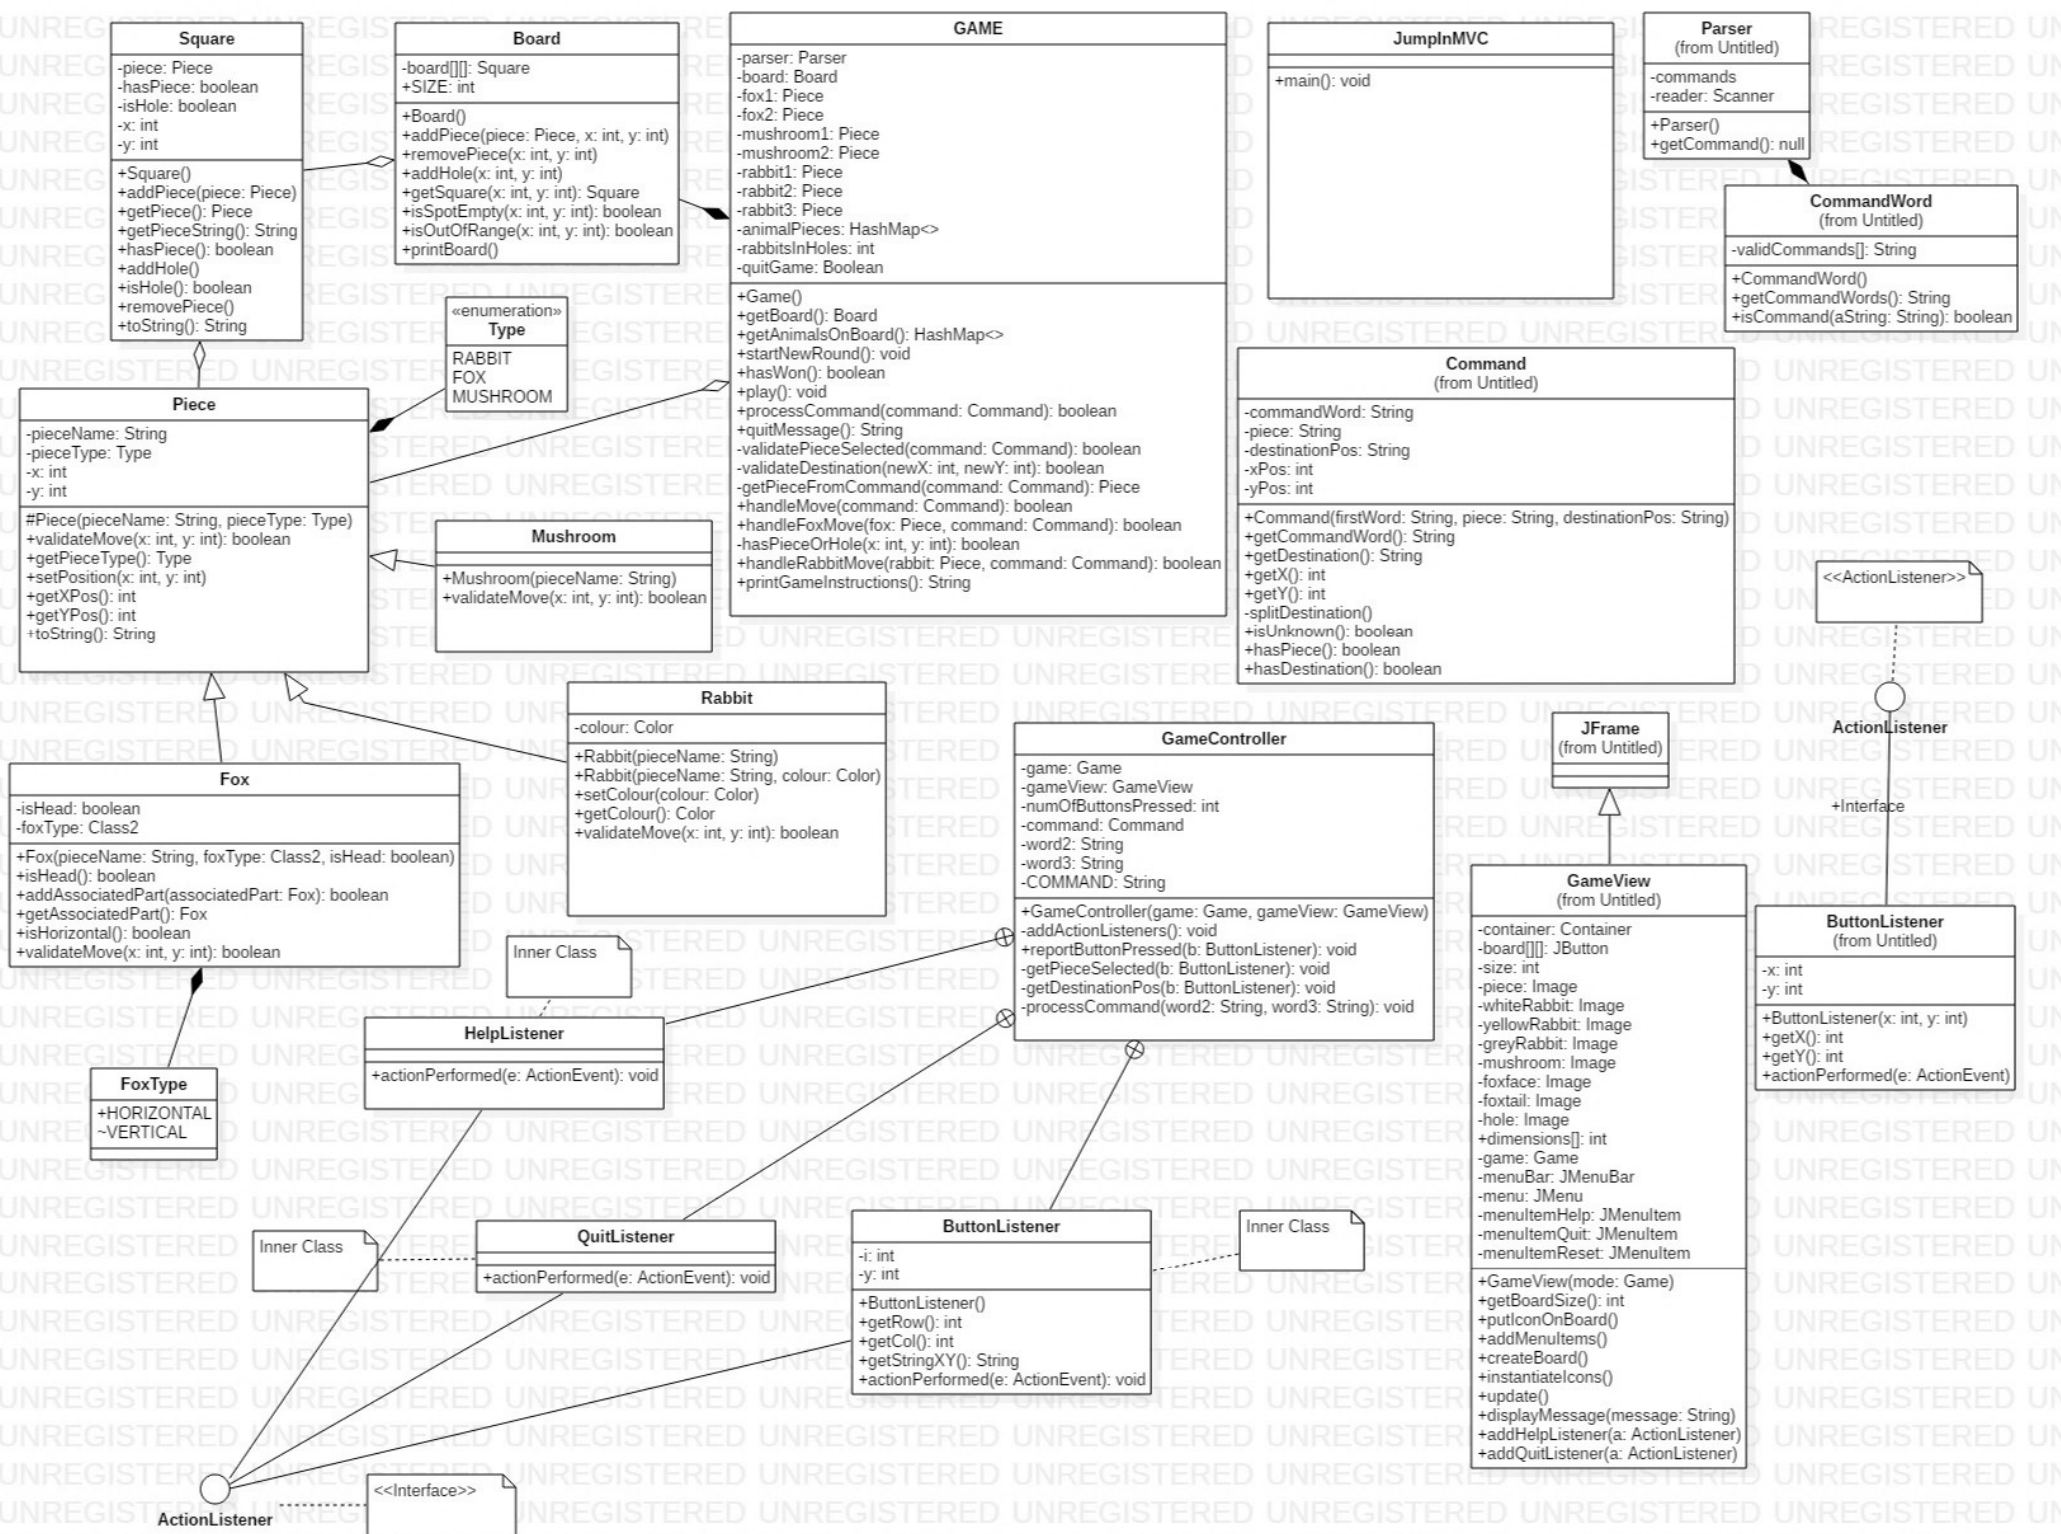 Square
-piece: Piece
-hasPiece: boolean
-isHole: boolean
-x: int
-y: int
+Square()
+addPiece(piece: Piece)
+getPiece(): Piece
+getPieceString(): String
+hasPiece(): boolean
+addHole()
+isHole(): boolean
+removePiece()
+toString(): String
Board
-board[][]: Square
+SIZE: int
+Board()
+addPiece(piece: Piece, x: int, y: int)
+removePiece(x: int, y: int)
+addHole(x: int, y: int)
+getSquare(x: int, y: int): Square
+isSpotEmpty(x: int, y: int): boolean
+isOutOfRange(x: int, y: int): boolean
+printBoard()
GAME
-parser: Parser
-board: Board
-fox1: Piece
-fox2: Piece
-mushroom1: Piece
-mushroom2: Piece
-rabbit1: Piece
-rabbit2: Piece
-rabbit3: Piece
-animalPieces: HashMap<>
-rabbitsInHoles: int
-quitGame: Boolean
+Game()
+getBoard(): Board
+getAnimalsOnBoard(): HashMap<>
+startNewRound(): void
+hasWon(): boolean
+play(): void
+processCommand(command: Command): boolean
+quitMessage(): String
-validatePieceSelected(command: Command): boolean
-validateDestination(newX: int, newY: int): boolean
-getPieceFromCommand(command: Command): Piece
+handleMove(command: Command): boolean
+handleFoxMove(fox: Piece, command: Command): boolean
-hasPieceOrHole(x: int, y: int): boolean
+handleRabbitMove(rabbit: Piece, command: Command): boolean
+printGameInstructions(): String
JumpInMVC
+main(): void
Parser
(from Untitled)
-commands
-reader: Scanner
+Parser()
+getCommand(): null
CommandWord
(from Untitled)
-validCommands[]: String
+CommandWord()
+getCommandWords(): String
+isCommand(aString: String): boolean
«enumeration»
Type
RABBIT
FOX
MUSHROOM
Command
(from Untitled)
-commandWord: String
-piece: String
-destinationPos: String
-xPos: int
-yPos: int
+Command(firstWord: String, piece: String, destinationPos: String)
+getCommandWord(): String
+getDestination(): String
+getX(): int
+getY(): int
-splitDestination()
+isUnknown(): boolean
+hasPiece(): boolean
+hasDestination(): boolean
Piece
-pieceName: String
-pieceType: Type
-x: int
-y: int
#Piece(pieceName: String, pieceType: Type)
+validateMove(x: int, y: int): boolean
+getPieceType(): Type
+setPosition(x: int, y: int)
+getXPos(): int
+getYPos(): int
+toString(): String
Mushroom
+Mushroom(pieceName: String)
+validateMove(x: int, y: int): boolean
<<ActionListener>>
ActionListener
+Interface
Rabbit
-colour: Color
+Rabbit(pieceName: String)
+Rabbit(pieceName: String, colour: Color)
+setColour(colour: Color)
+getColour(): Color
+validateMove(x: int, y: int): boolean
Fox
-isHead: boolean
-foxType: Class2
+Fox(pieceName: String, foxType: Class2, isHead: boolean)
+isHead(): boolean
+addAssociatedPart(associatedPart: Fox): boolean
+getAssociatedPart(): Fox
+isHorizontal(): boolean
+validateMove(x: int, y: int): boolean
GameController
-game: Game
-gameView: GameView
-numOfButtonsPressed: int
-command: Command
-word2: String
-word3: String
-COMMAND: String
+GameController(game: Game, gameView: GameView)
-addActionListeners(): void
+reportButtonPressed(b: ButtonListener): void
-getPieceSelected(b: ButtonListener): void
-getDestinationPos(b: ButtonListener): void
-processCommand(word2: String, word3: String): void
JFrame
(from Untitled)
GameView
(from Untitled)
-container: Container
-board[][]: JButton
-size: int
-piece: Image
-whiteRabbit: Image
-yellowRabbit: Image
-greyRabbit: Image
-mushroom: Image
-foxface: Image
-foxtail: Image
-hole: Image
+dimensions[]: int
-game: Game
-menuBar: JMenuBar
-menu: JMenu
-menuItemHelp: JMenuItem
-menuItemQuit: JMenuItem
-menuItemReset: JMenuItem
+GameView(mode: Game)
+getBoardSize(): int
+putIconOnBoard()
+addMenuItems()
+createBoard()
+instantiateIcons()
+update()
+displayMessage(message: String)
+addHelpListener(a: ActionListener)
+addQuitListener(a: ActionListener)
ButtonListener
(from Untitled)
-x: int
-y: int
+ButtonListener(x: int, y: int)
+getX(): int
+getY(): int
+actionPerformed(e: ActionEvent)
Inner Class
HelpListener
+actionPerformed(e: ActionEvent): void
FoxType
+HORIZONTAL
~VERTICAL
Inner Class
QuitListener
+actionPerformed(e: ActionEvent): void
ButtonListener
-i: int
-y: int
+ButtonListener()
+getRow(): int
+getCol(): int
+getStringXY(): String
+actionPerformed(e: ActionEvent): void
Inner Class
ActionListener
<<Interface>>